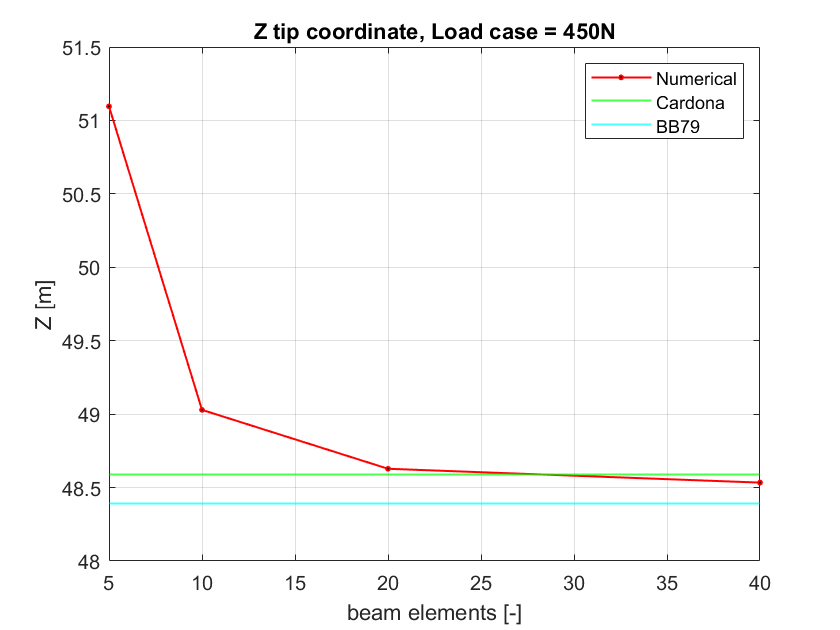 Z tip coordinate, Load case = 450N
51.5
51
50.5
50
49.5
49
48.5
48
Z [m]
Numerical
Cardona
BB79
5 10 15 20 25 30 35 40
beam elements [-]